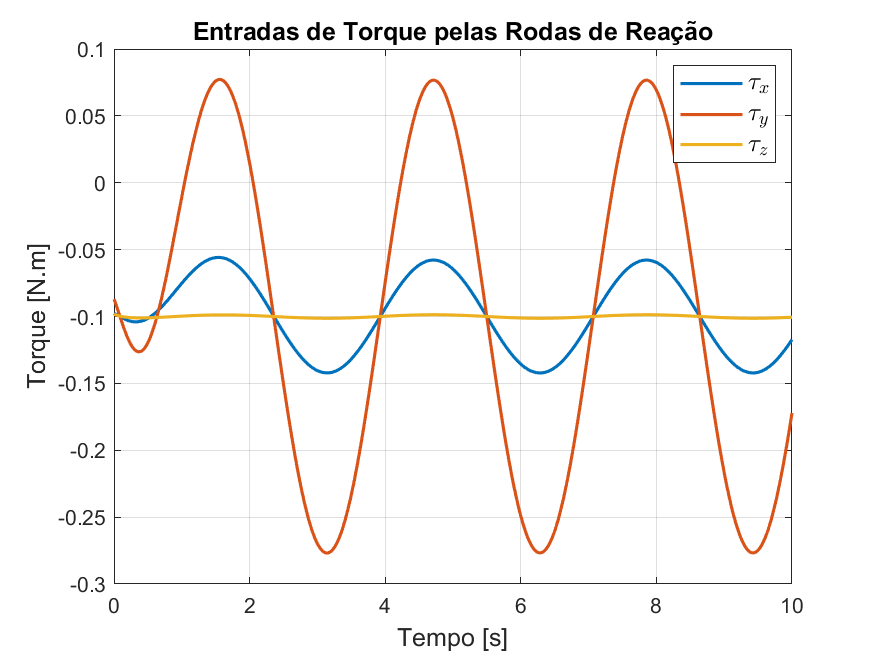 Entradas de Torque pelas Rodas de Reação
0.1
0.05
0
-0.05
-0.1
-0.15
-0.2
-0.25
-0.3
Torque [N.m]
τx
τy
τz
0 2 4 6 8 10
Tempo [s]